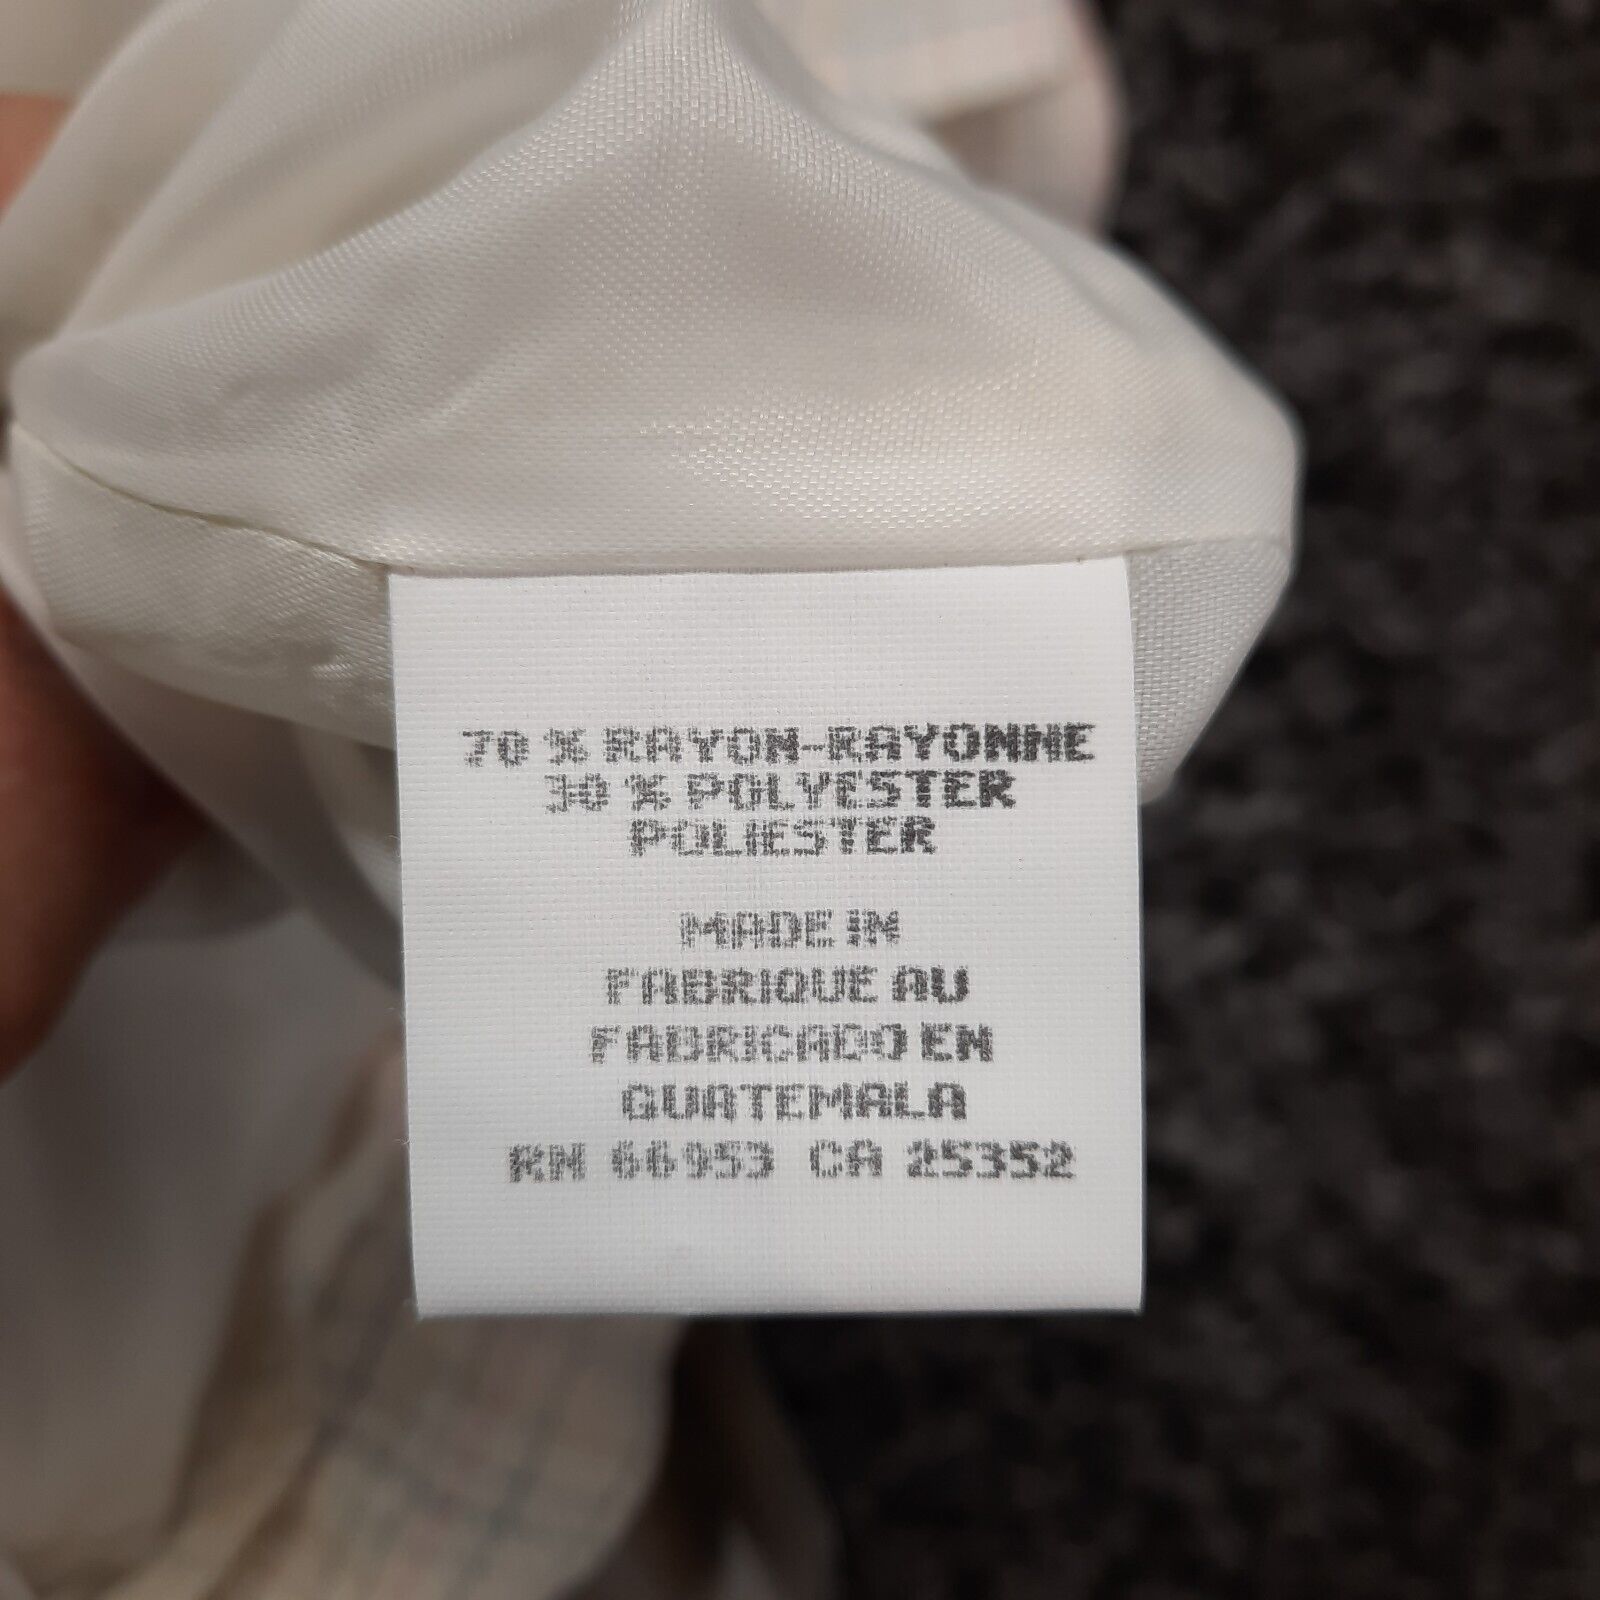 70 % RAYON-RAYONNE
30 % POLYESTER
POLIESTER
MADE IN
FABRIQUE AU
FABRICADO EN
GUATEMALA
RN 66953 CA 25352